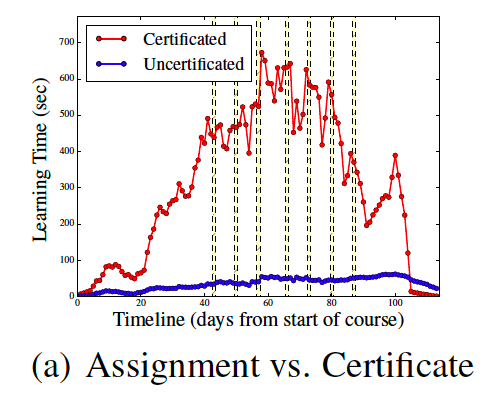 700
600
500
400
300
200
100
0
Learning Time (sec)
Certificated
Uncertificated
0 20 40 60 80 100
Timeline (days from start of course)
(a) Assignment vs. Certificate